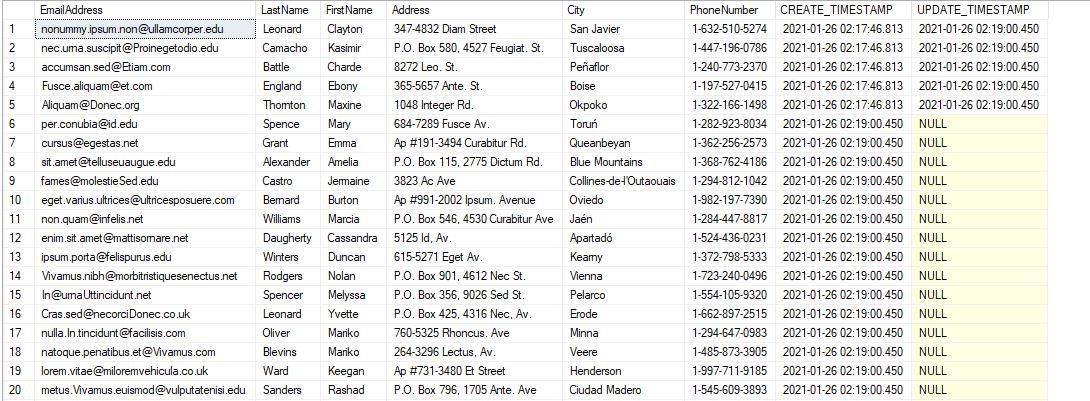 EmailAddress LastName FirstName Address City PhoneNumber CREATE_TIMESTAMP UPDATE_TIMESTAMP
1 nonummy.ipsum.non@ullamcorper.edu Leonard Clayton 347-4832 Diam Street San Javier 1-632-510-5274 2021-01-26 02:17:46.813 2021-01-26 02:19:00.450
2 nec.urna.suscipit@Proinegetodio.edu Camacho Kasimir P.O. Box 580, 4527 Feugiat. St. Tuscaloosa 1-447-196-0786 2021-01-26 02:17:46.813 2021-01-26 02:19:00.450
3 accumsan.sed@Etiam.com Battle Charde 8272 Leo. St. Peñaflor 1-240-773-2370 2021-01-26 02:17:46.813 2021-01-26 02:19:00.450
4 Fusce.aliquam@et.com England Ebony 365-5657 Ante. St. Boise 1-197-527-0415 2021-01-26 02:17:46.813 2021-01-26 02:19:00.450
5 Aliquam@Donec.org Thornton Maxine 1048 Integer Rd. Okpoko 1-322-166-1498 2021-01-26 02:17:46.813 2021-01-26 02:19:00.450
6 per.conubia@id.edu Spence Mary 684-7289 Fusce Av. Toruń 1-282-923-8034 2021-01-26 02:19:00.450 NULL
7 cursus@egestas.net Grant Emma Ap #191-3494 Curabitur Rd. Queanbeyan 1-362-256-2573 2021-01-26 02:19:00.450 NULL
8 sit.amet@telluseuaugue.edu Alexander Amelia P.O. Box 115, 2775 Dictum Rd. Blue Mountains 1-368-762-4186 2021-01-26 02:19:00.450 NULL
9 fames@molestieSed.edu Castro Jermaine 3823 Ac Ave Collines-de-l'Outaouais 1-294-812-1042 2021-01-26 02:19:00.450 NULL
10 eget.varius.ultrices@ultricesposuere.com Bernard Burton Ap #991-2002 Ipsum. Avenue Oviedo 1-982-197-7390 2021-01-26 02:19:00.450 NULL
11 non.quam@infelis.net Williams Marcia P.O. Box 546, 4530 Curabitur Ave Jaén 1-284-447-8817 2021-01-26 02:19:00.450 NULL
12 enim.sit.amet@mattisornare.net Daugherty Cassandra 5125 Id, Av. Apartadó 1-524-436-0231 2021-01-26 02:19:00.450 NULL
13 ipsum.porta@felispurus.edu Winters Duncan 615-5271 Eget Av. Kearny 1-372-798-5333 2021-01-26 02:19:00.450 NULL
14 Vivamus.nibh@morbitristiquesenectus.net Rodgers Nolan P.O. Box 901, 4612 Nec St. Vienna 1-723-240-0496 2021-01-26 02:19:00.450 NULL
15 In@urnaUttincidunt.net Spencer Melyssa P.O. Box 356, 9026 Sed St. Pelarco 1-554-105-9320 2021-01-26 02:19:00.450 NULL
16 Cras.sed@necorciDonec.co.uk Leonard Yvette P.O. Box 425, 4316 Nec, Av. Erode 1-662-897-2515 2021-01-26 02:19:00.450 NULL
17 nulla.In.tincidunt@facilisis.com Oliver Mariko 760-5325 Rhoncus. Ave Minna 1-294-647-0983 2021-01-26 02:19:00.450 NULL
18 natoque.penatibus.et@Vivamus.com Blevins Mariko 264-3296 Lectus, Av. Veere 1-485-873-3905 2021-01-26 02:19:00.450 NULL
19 lorem.vitae@miloremvehicula.co.uk Ward Keegan Ap #731-3480 Et Street Henderson 1-997-711-9185 2021-01-26 02:19:00.450 NULL
20 metus.Vivamus.euismod@vulputatenisi.edu Sanders Rashad P.O. Box 796, 1705 Ante. Ave Ciudad Madero 1-545-609-3893 2021-01-26 02:19:00.450 NULL